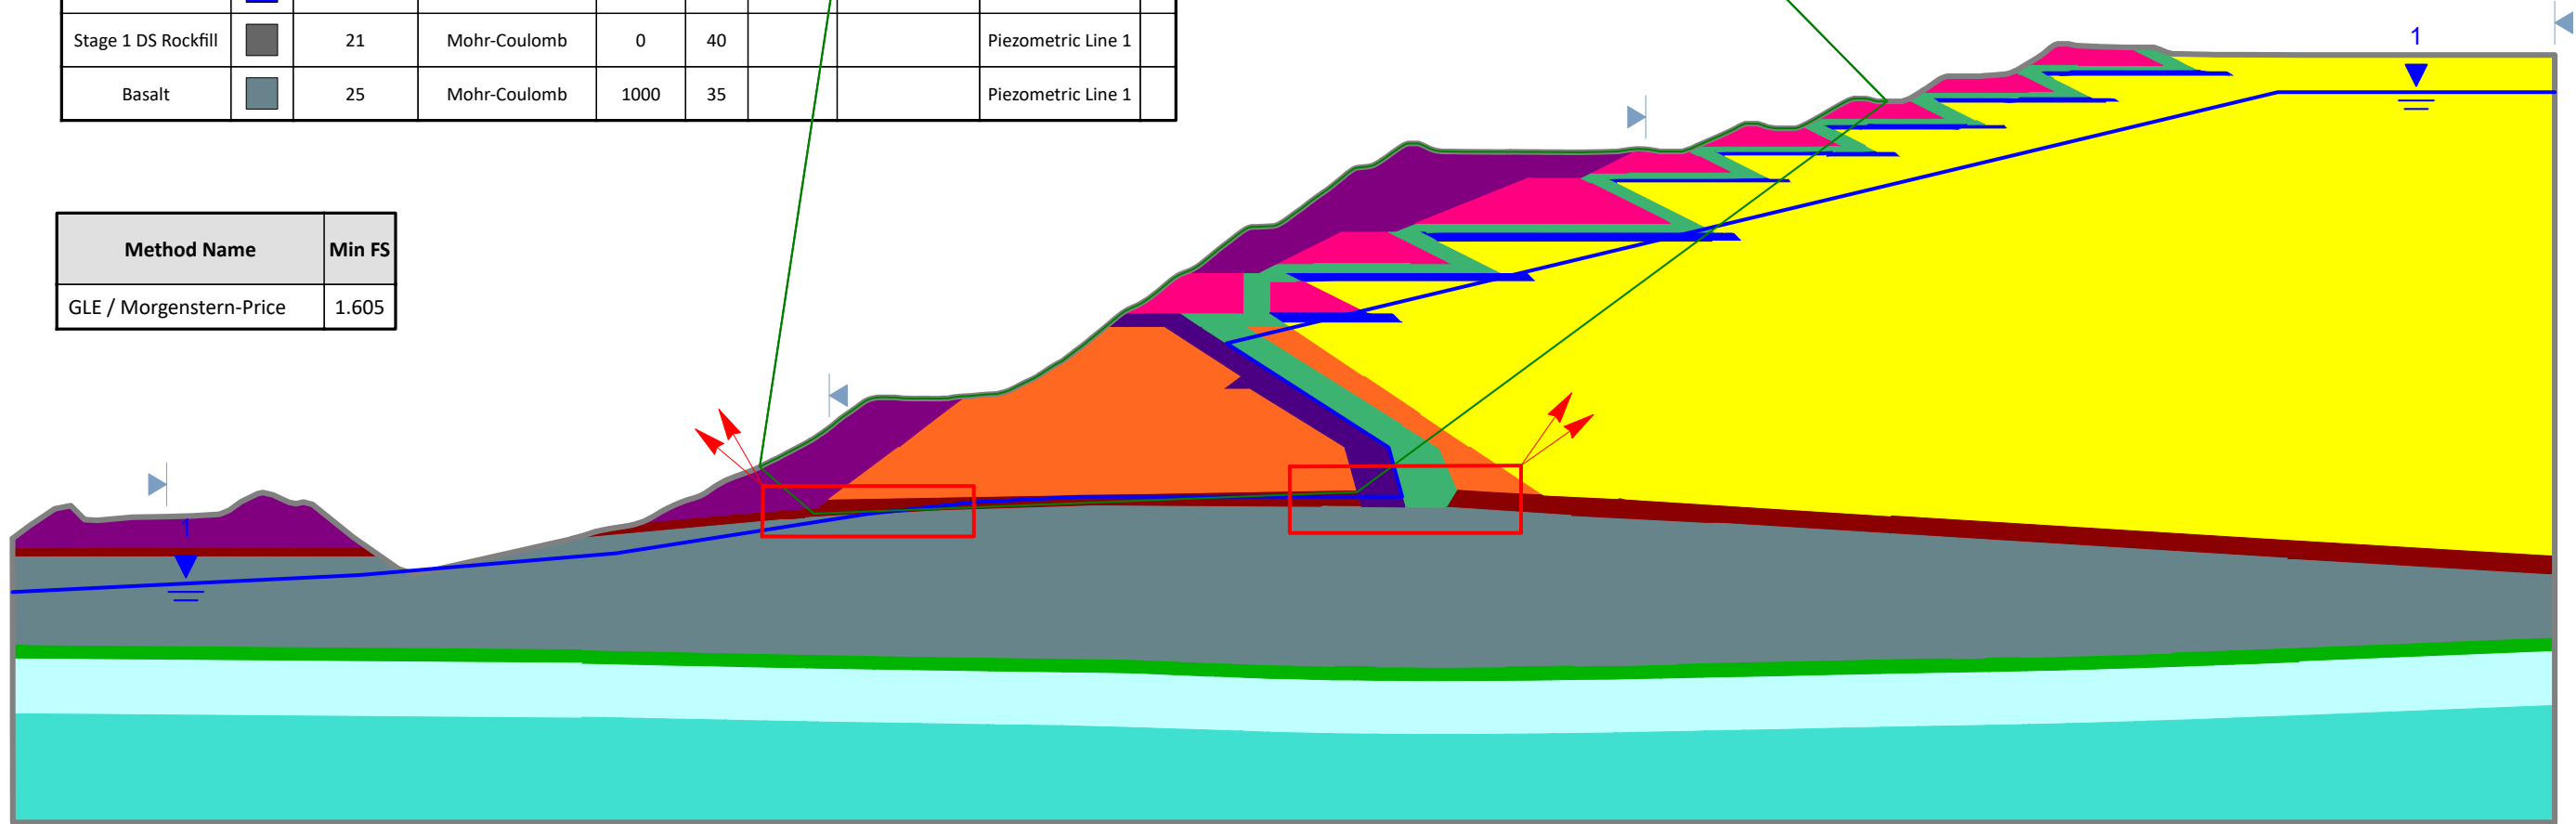 Stage 1 DS Rockfill 21 Mohr-Coulomb 0 40 Piezometric Line 1
Basalt 25 Mohr-Coulomb 1000 35 Piezometric Line 1
1
Method Name Min FS
GLE / Morgenstern-Price 1.605
1